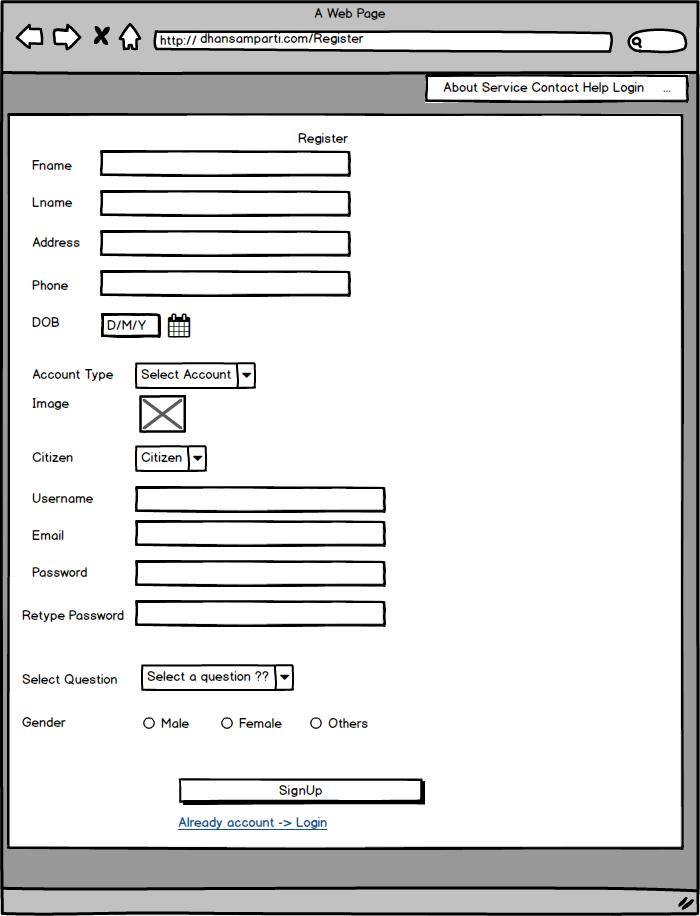 A Web Page
http:// dhansamparti.com/Register
About Service Contact Help Login ...
Register
Fname
Lname
Address
Phone
DOB D/M/Y
Account Type Select Account
Image
Citizen Citizen
Username
Email
Password
Retype Password
Select Question Select a question ??
Gender Male Female Others
SignUp
Already account -> Login